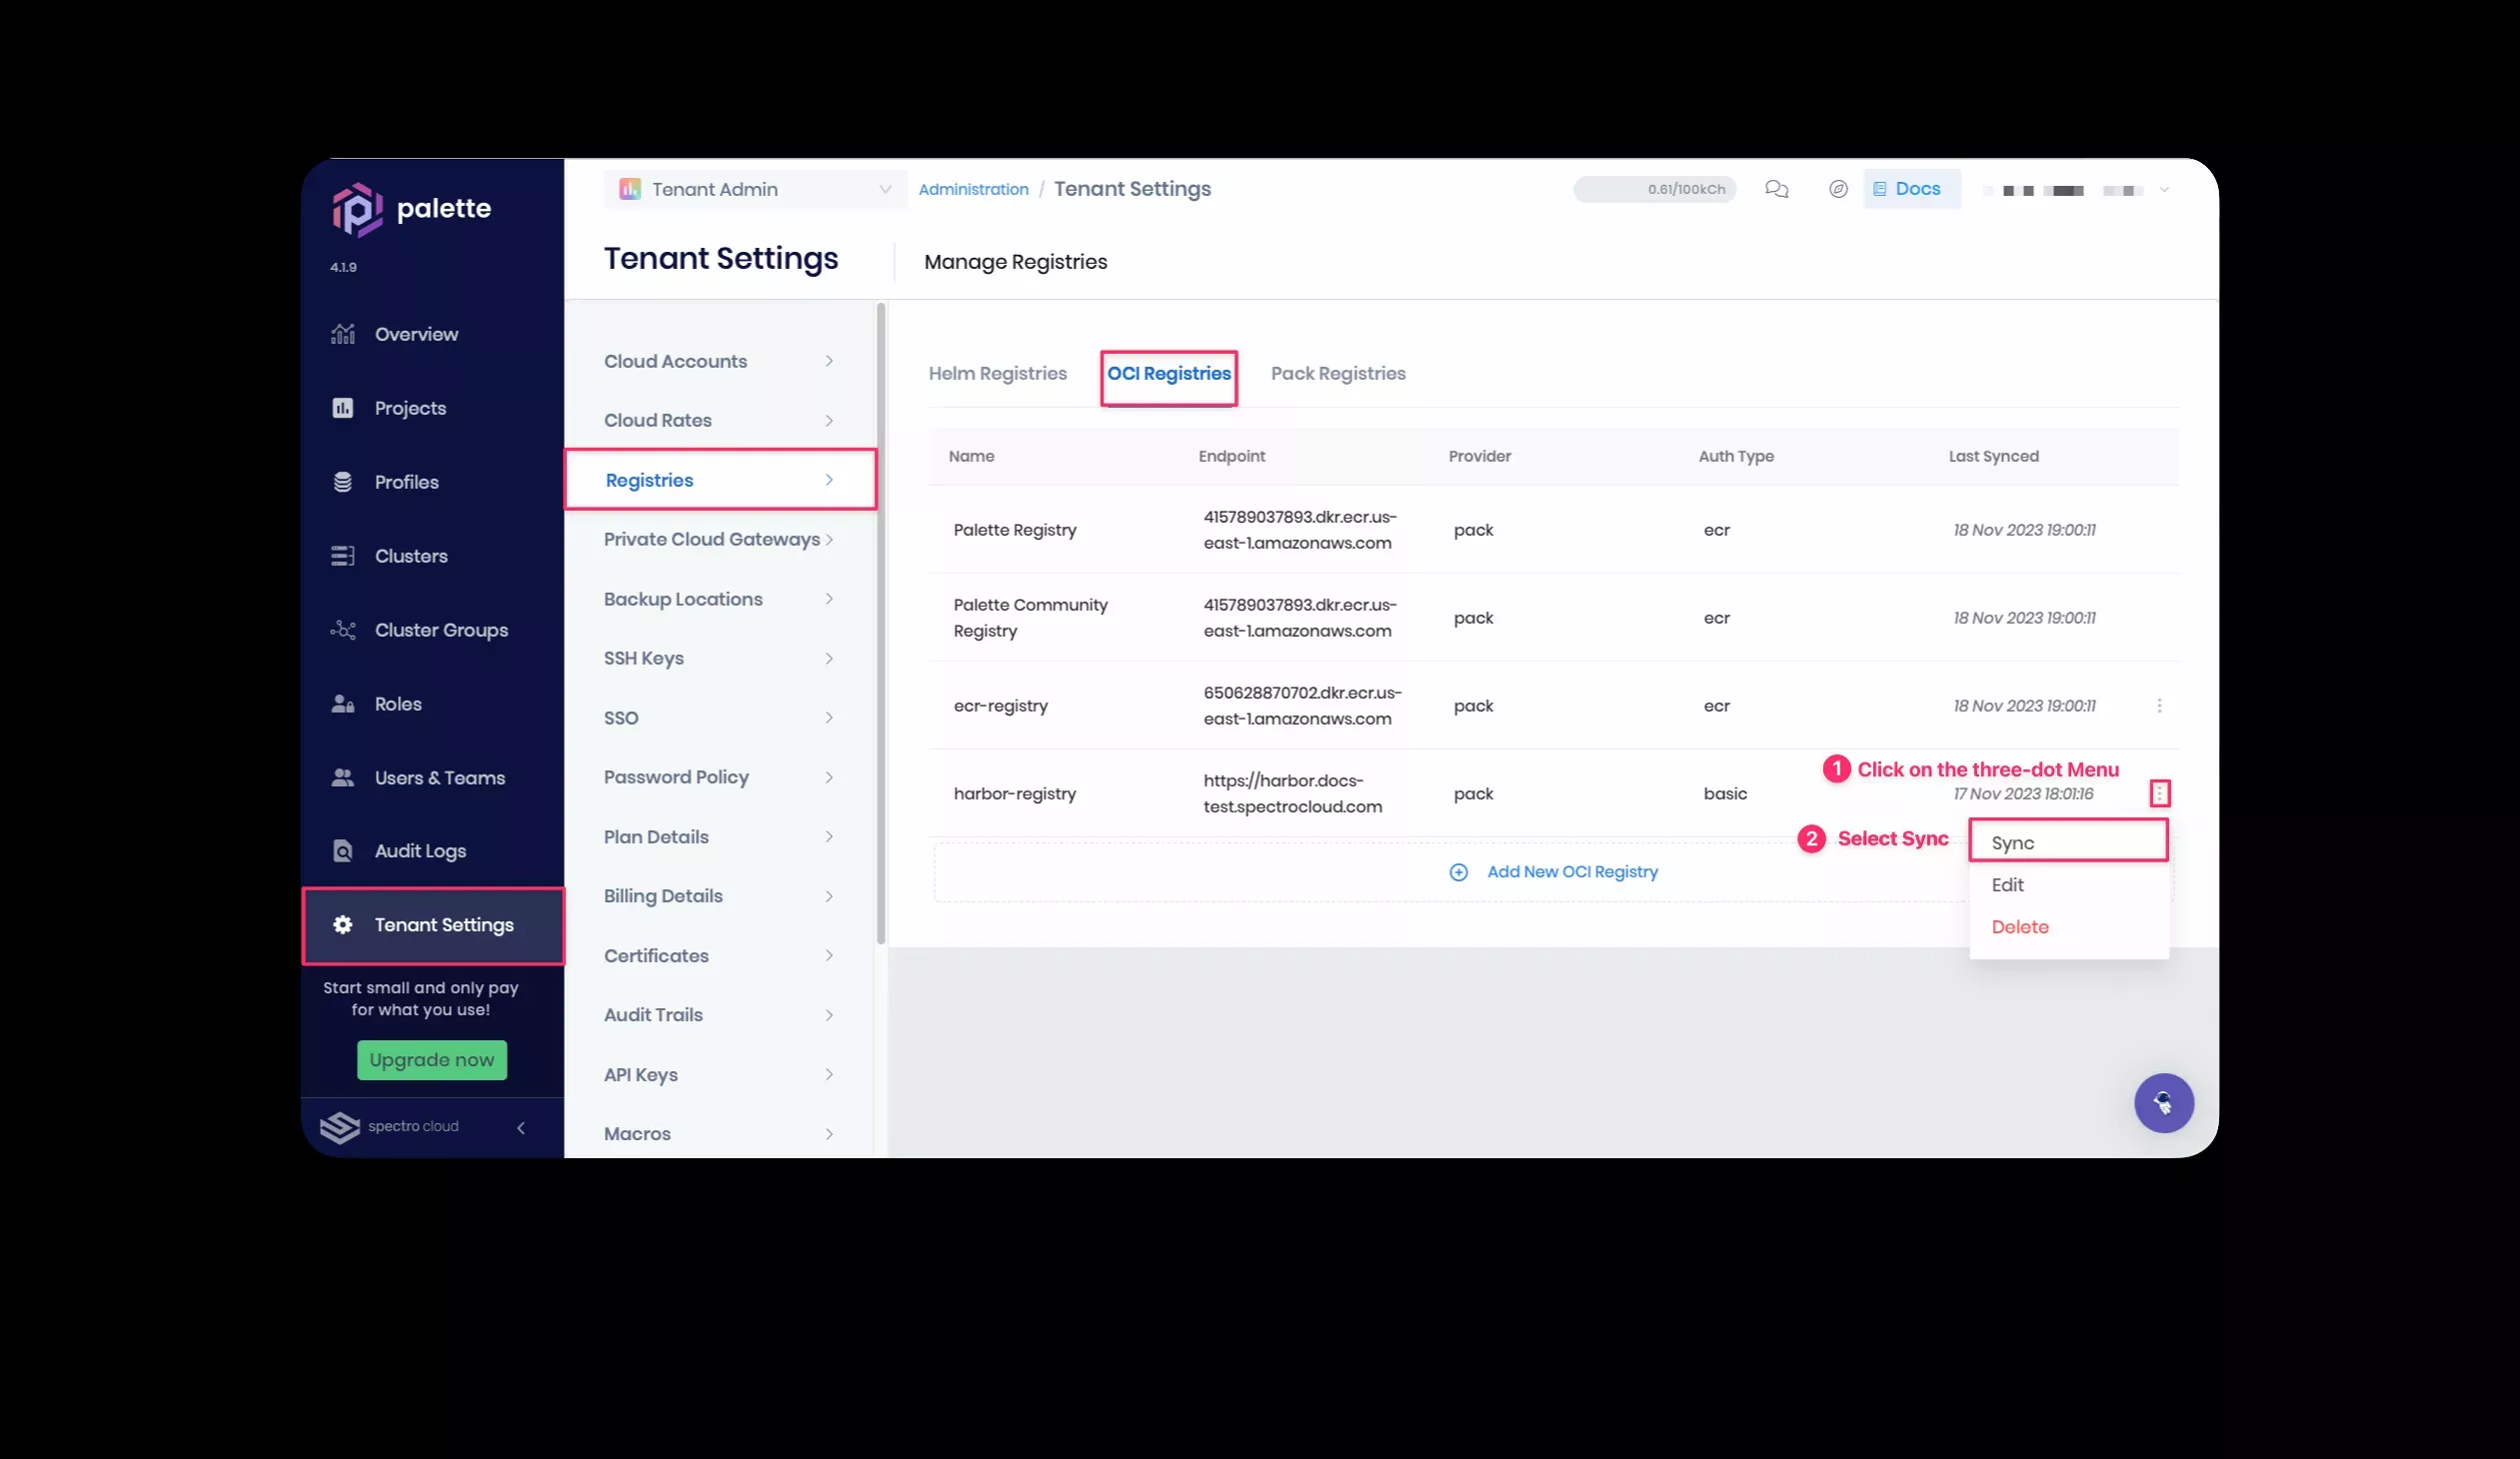 palette
4.1.9
Overview
Projects
Profiles
Clusters
Cluster Groups
Roles
Users & Teams
Audit Logs
Tenant Settings
Start small and only pay
for what you use!
Upgrade now
spectro cloud
Tenant Admin
Administration / Tenant Settings
0.61/100kCh
Docs
Tenant Settings
Manage Registries
Cloud Accounts
Cloud Rates
Registries
Private Cloud Gateways
Backup Locations
SSH Keys
SSO
Password Policy
Plan Details
Billing Details
Certificates
Audit Trails
API Keys
Macros
Helm Registries OCI Registries Pack Registries
Name Endpoint Provider Auth Type Last Synced
Palette Registry 415789037893.dkr.ecr.us-
east-1.amazonaws.com pack ecr 18 Nov 2023 19:00:11
Palette Community
Registry 415789037893.dkr.ecr.us-
east-1.amazonaws.com pack ecr 18 Nov 2023 19:00:11
ecr-registry 650628870702.dkr.ecr.us-
east-1.amazonaws.com pack ecr 18 Nov 2023 19:00:11
1 Click on the three-dot Menu
harbor-registry https://harbor.docs-
test.spectrocloud.com pack basic 17 Nov 2023 18:01:16
2 Select Sync
Sync
Edit
Delete
Add New OCI Registry